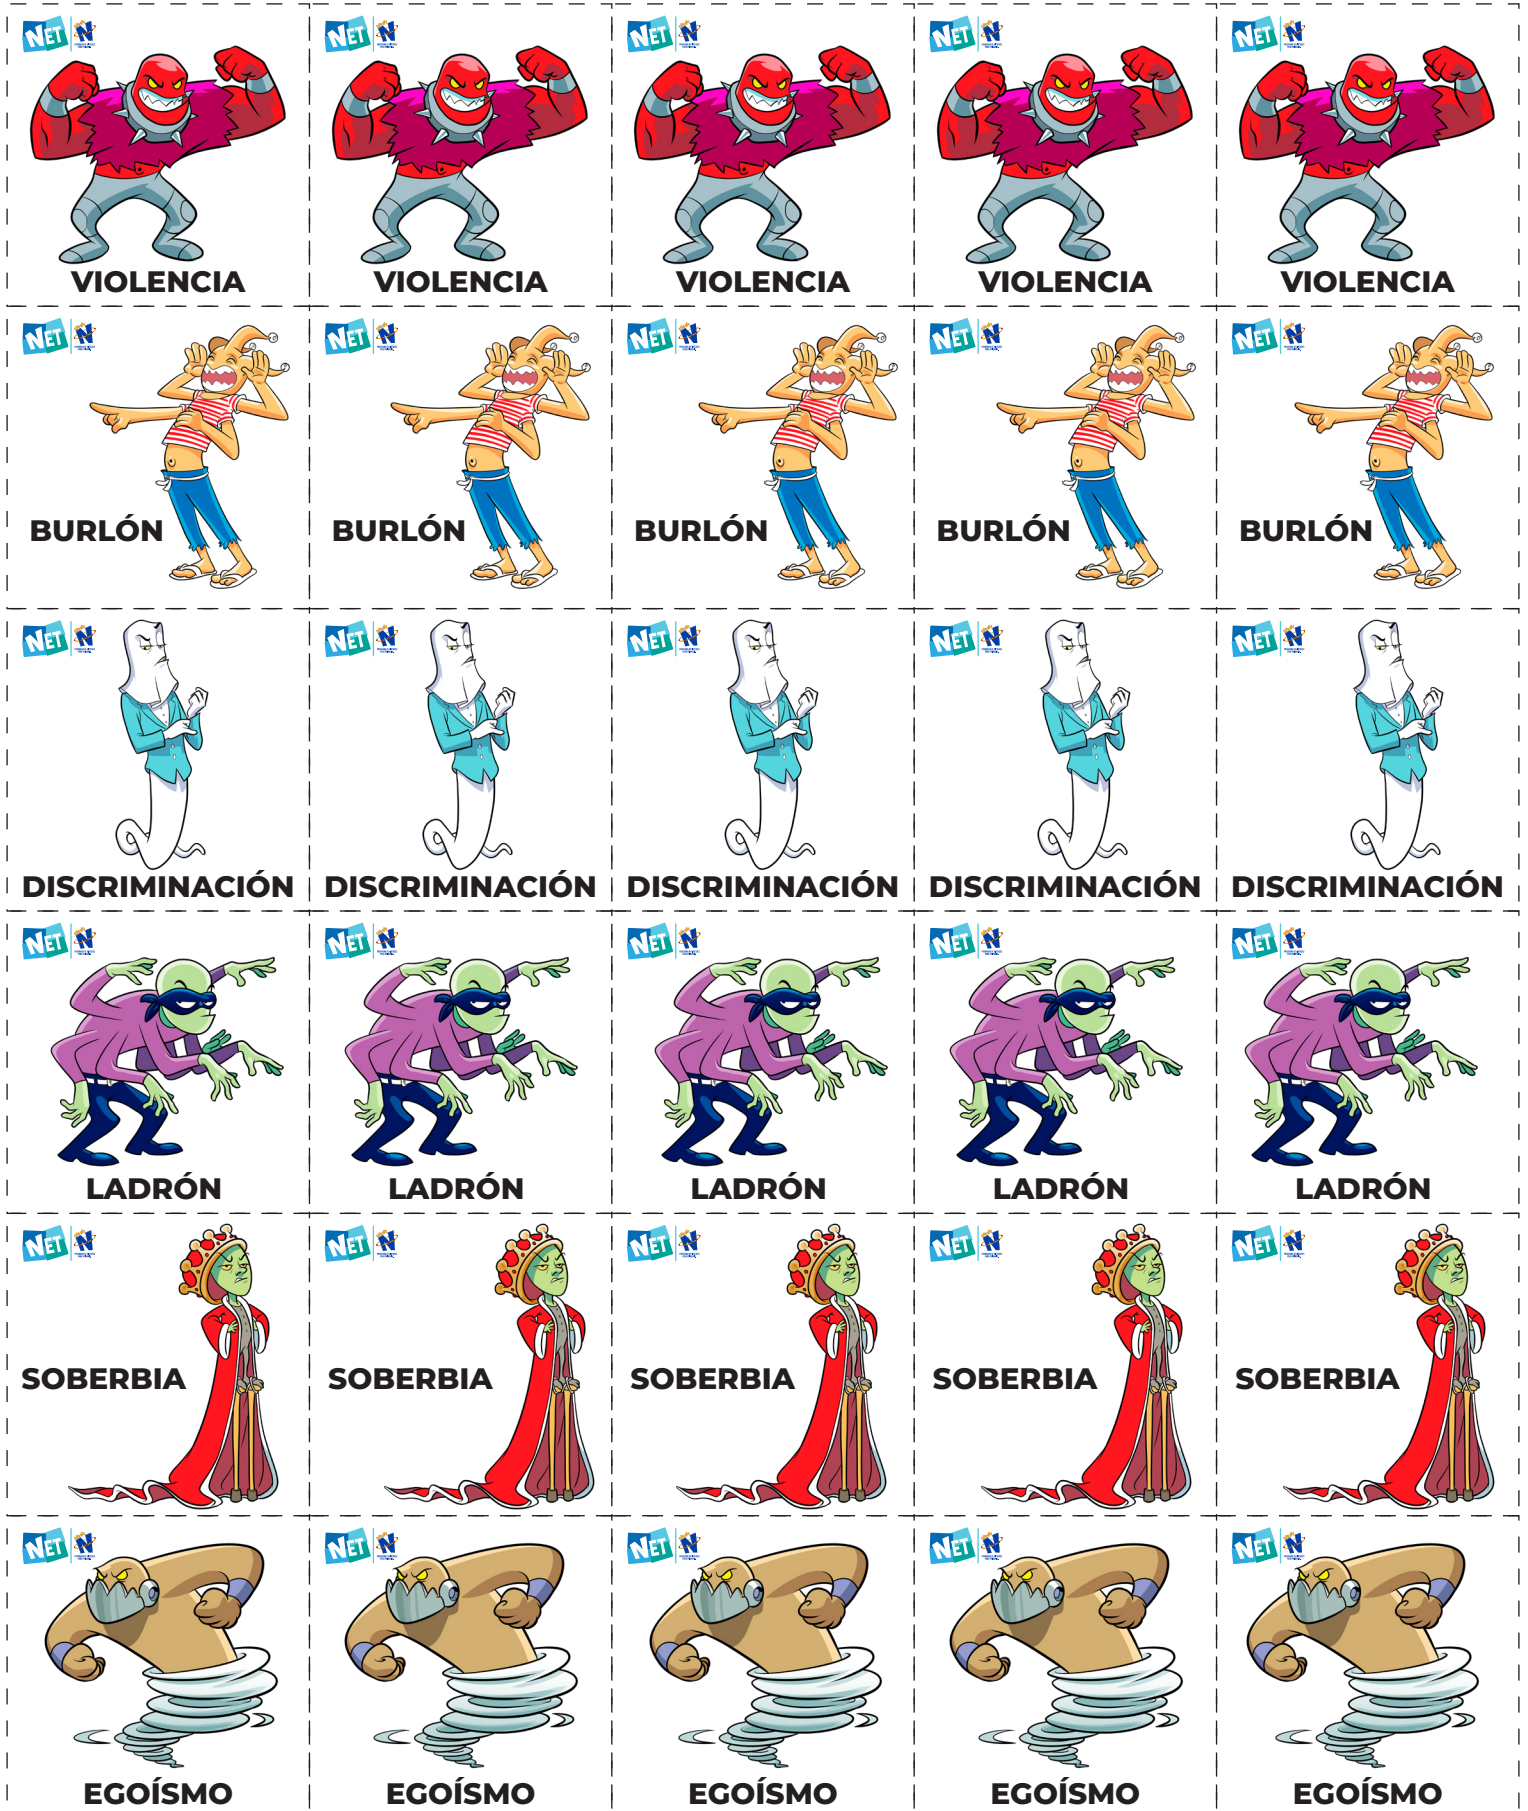 NET N NET N NET N NET N NET N
VIOLENCIA VIOLENCIA VIOLENCIA VIOLENCIA VIOLENCIA
NET N NET N NET N NET N NET N
BURLÓN BURLÓN BURLÓN BURLÓN BURLÓN
NET N NET N NET N NET N NET N
DISCRIMINACIÓN DISCRIMINACIÓN DISCRIMINACIÓN DISCRIMINACIÓN DISCRIMINACIÓN
NET N NET N NET N NET N NET N
LADRÓN LADRÓN LADRÓN LADRÓN LADRÓN
NET N NET N NET N NET N NET N
SOBERBIA SOBERBIA SOBERBIA SOBERBIA SOBERBIA
NET N NET N NET N NET N NET N
EGOÍSMO EGOÍSMO EGOÍSMO EGOÍSMO EGOÍSMO